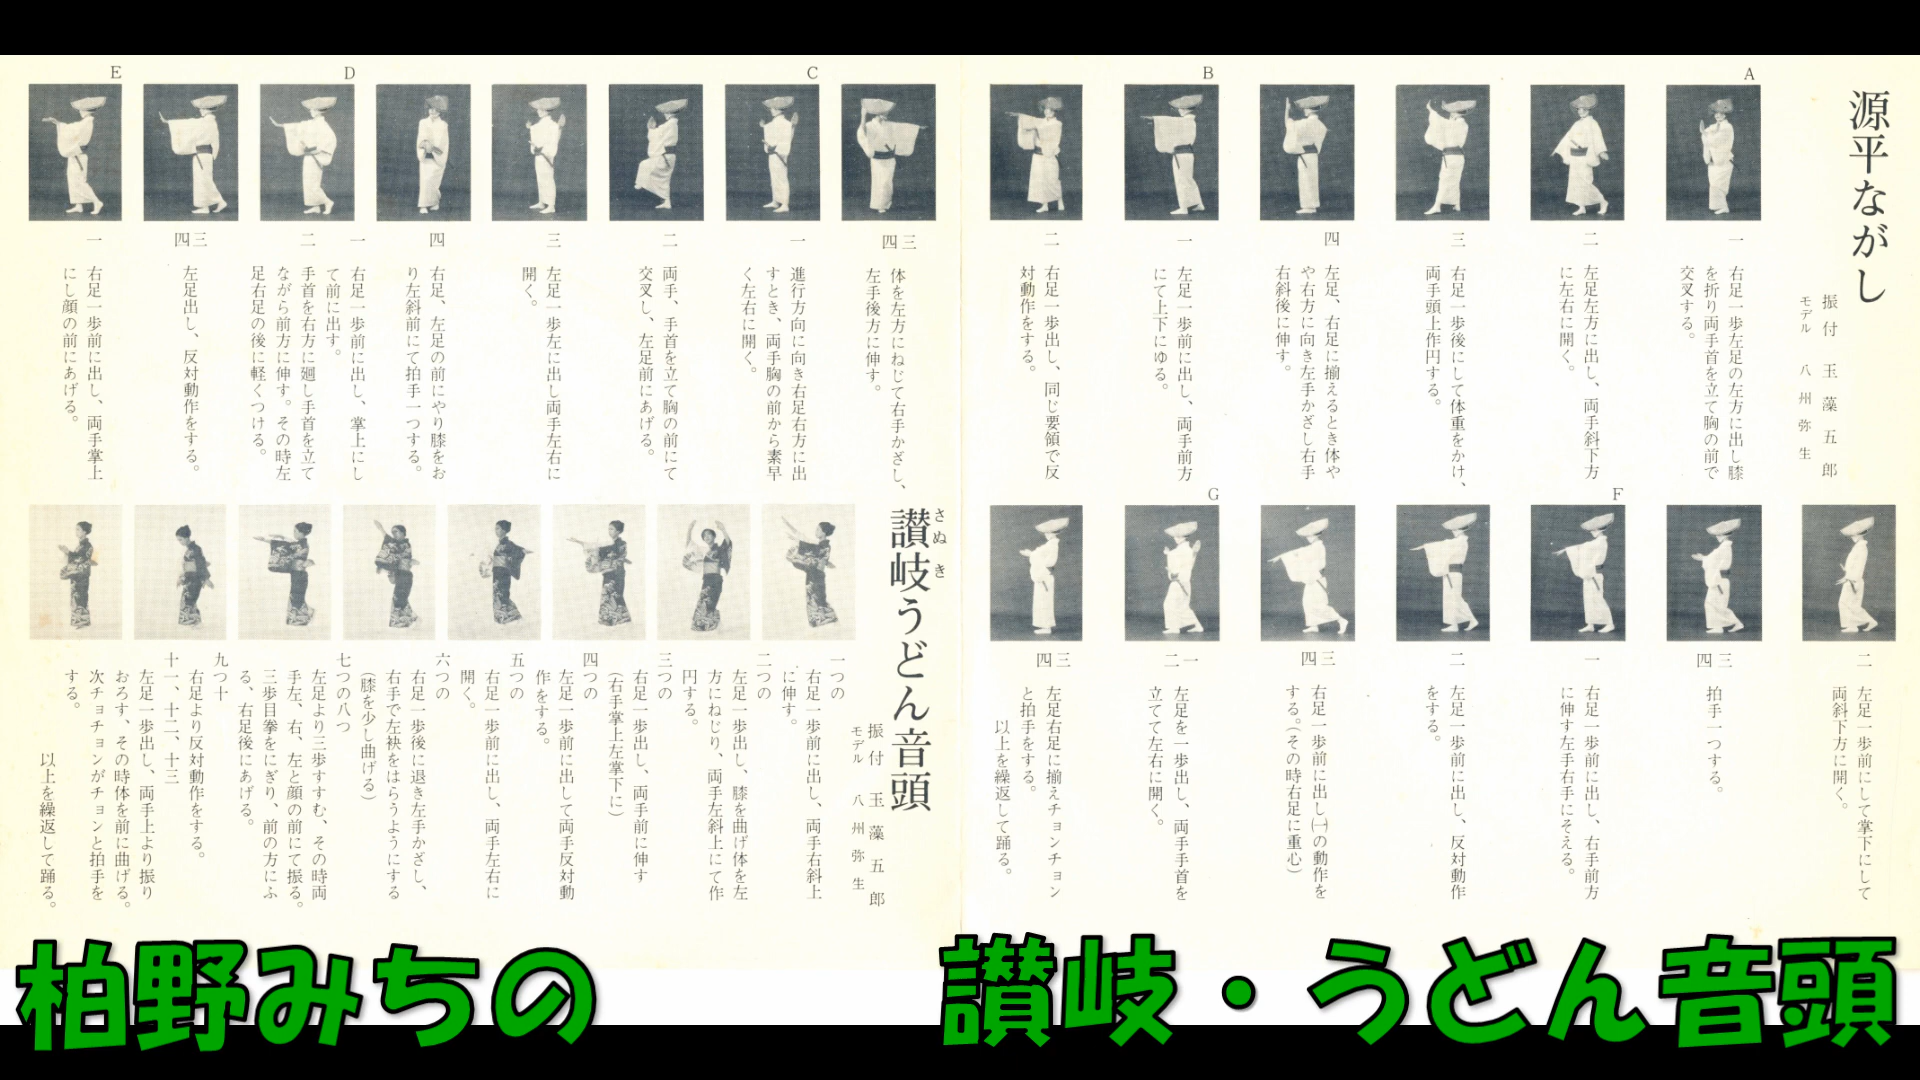 源平ながし
振付 玉藻五郎
モデル 八州弥生
A
一
右足一歩左足の左方に出し膝
を折り両手首を立て胸の前で
交叉する。
二
左足左方に出し、両手斜下方
に左右に開く。
三
右足一歩後にして体重をかけ、
両手頭上作円する。
四
左足、右足に揃えるとき体や
や右方に向き左手かざし右手
右斜後に伸す。
B
一
左足一歩前に出し、両手前方
にて上下にゆる。
二
右足一歩出し、同じ要領で反
対動作をする。
三四
体を左方にねじて右手かざし、
左手後方に伸す。
C
一
進行方向に向き右足右方に出
すとき、両手胸の前から素早
く左右に開く。
二
両手、手首を立て胸の前にて
交叉し、左足前にあげる。
三
左足一歩左に出し両手左右に
開く。
四
右足、左足の前にやり膝をお
り左斜前にて拍手一つする。
D
一
右足一歩前に出し、掌上にし
て前に出す。
二
手首を右方に廻し手首を立て
ながら前方に伸す。その時左
足右足の後に軽くつける。
三四
左足出し、反対動作をする。
E
一
右足一歩前に出し、両手掌上
にし顔の前にあげる。
二
左足一歩前にして掌下にして
両斜下方に開く。
三四
拍手一つする。
F
一
右足一歩前に出し、右手前方
に伸す左手右手にそえる。
二
左足一歩前に出し、反対動作
をする。
三四
右足一歩前に出し㈠の動作を
する。(その時右足に重心)
G
一二
左足を一歩出し、両手手首を
立てて左右に開く。
三四
左足右足に揃えチョンチョン
と拍手をする。
以上を繰返して踊る。
讃岐うどん音頭
さぬき
振付 玉藻五郎
モデル 八州弥生
一つの
右足一歩前に出し、両手右斜上
に伸す。
二つの
左足一歩出し、膝を曲げ体を左
方にねじり、両手左斜上にて作
円する。
三つの
右足一歩出し、両手前に伸す
(右手掌上左掌下に)
四つの
左足一歩前に出して両手反対動
作をする。
五つの
右足一歩前に出し、両手左右に
開く。
六つの
右足一歩後に退き左手かざし、
右手で左袂をはらうようにする
(膝を少し曲げる)
七つの八つ
左足より三歩すすむ、その時両
手左、右、左と顔の前にて振る。
三歩目拳をにぎり、前の方にふ
る、右足後にあげる。
九つ十
右足より反対動作をする。
十一、十二、十三
左足一歩出し、両手上より振り
おろす、その時体を前に曲げる。
次チョチョンがチョンと拍手を
する。
以上を繰返して踊る。
柏野みちの
讃岐・うどん音頭